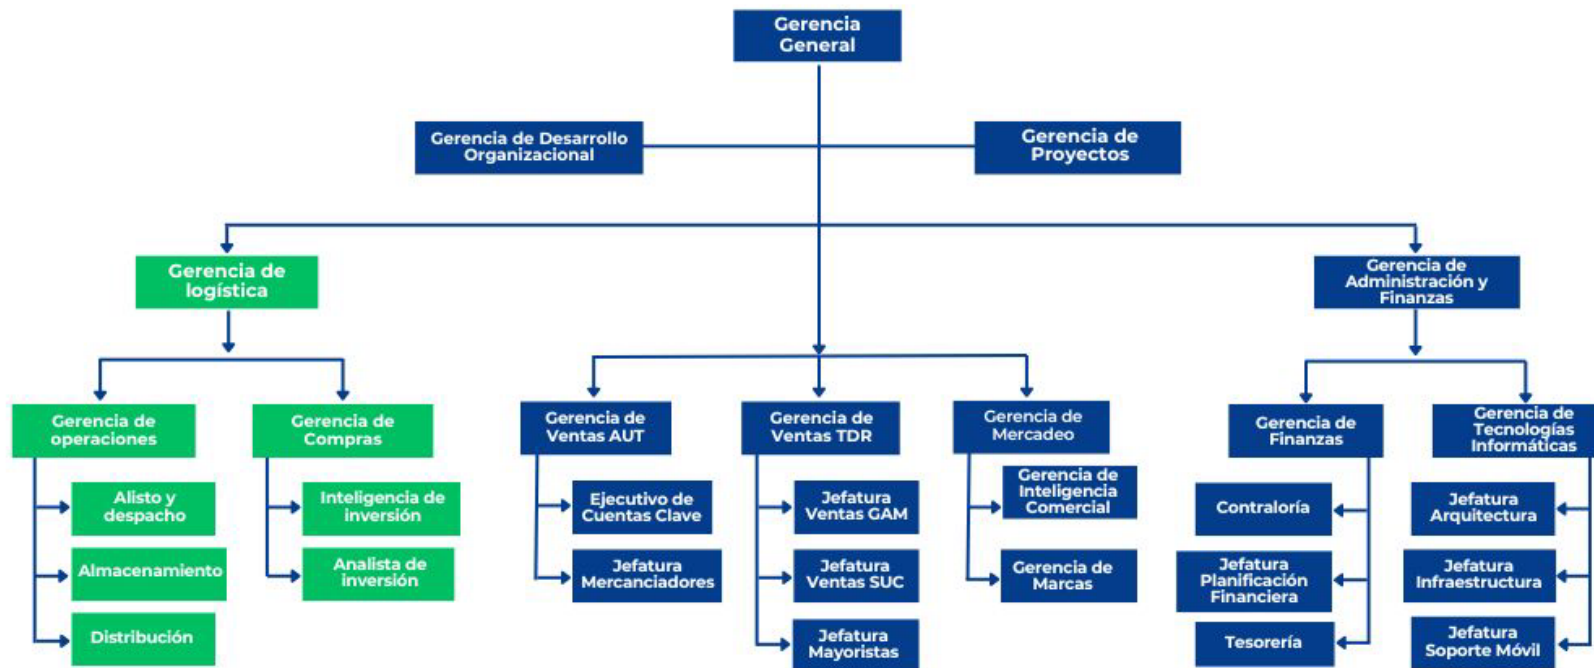 Gerencia
General
Gerencia de Desarrollo
Organizacional
Gerencia de
Proyectos
Gerencia de
logística
Gerencia de
Administración y
Finanzas
Gerencia de
operaciones
Gerencia de
Compras
Gerencia de
Ventas AUT
Gerencia de
Ventas TDR
Gerencia de
Mercadeo
Gerencia de
Finanzas
Gerencia de
Tecnologías
Informáticas
Alisto y
despacho
Inteligencia de
inversión
Ejecutivo de
Cuentas Clave
Jefatura
Ventas GAM
Gerencia de
Inteligencia
Comercial
Contraloría
Jefatura
Arquitectura
Almacenamiento
Analista de
inversión
Jefatura
Mercanciadores
Jefatura
Ventas SUC
Gerencia de
Marcas
Jefatura
Planificación
Financiera
Jefatura
Infraestructura
Distribución
Jefatura
Mayoristas
Tesorería
Jefatura
Soporte Móvil